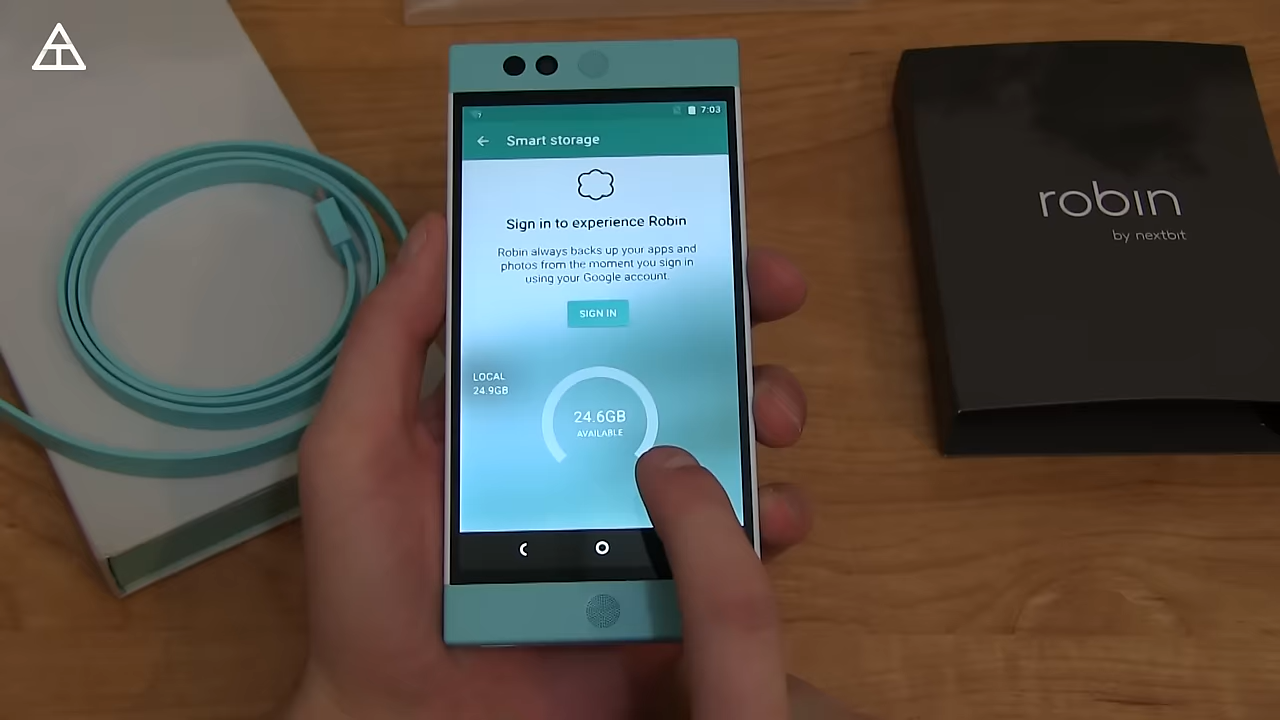 7:03
Smart storage
Sign in to experience Robin
Robin always backs up your apps and
photos from the moment you sign in
using your Google account.
SIGN IN
LOCAL
24.9GB
24.6GB
AVAILABLE
robin
by nextbit